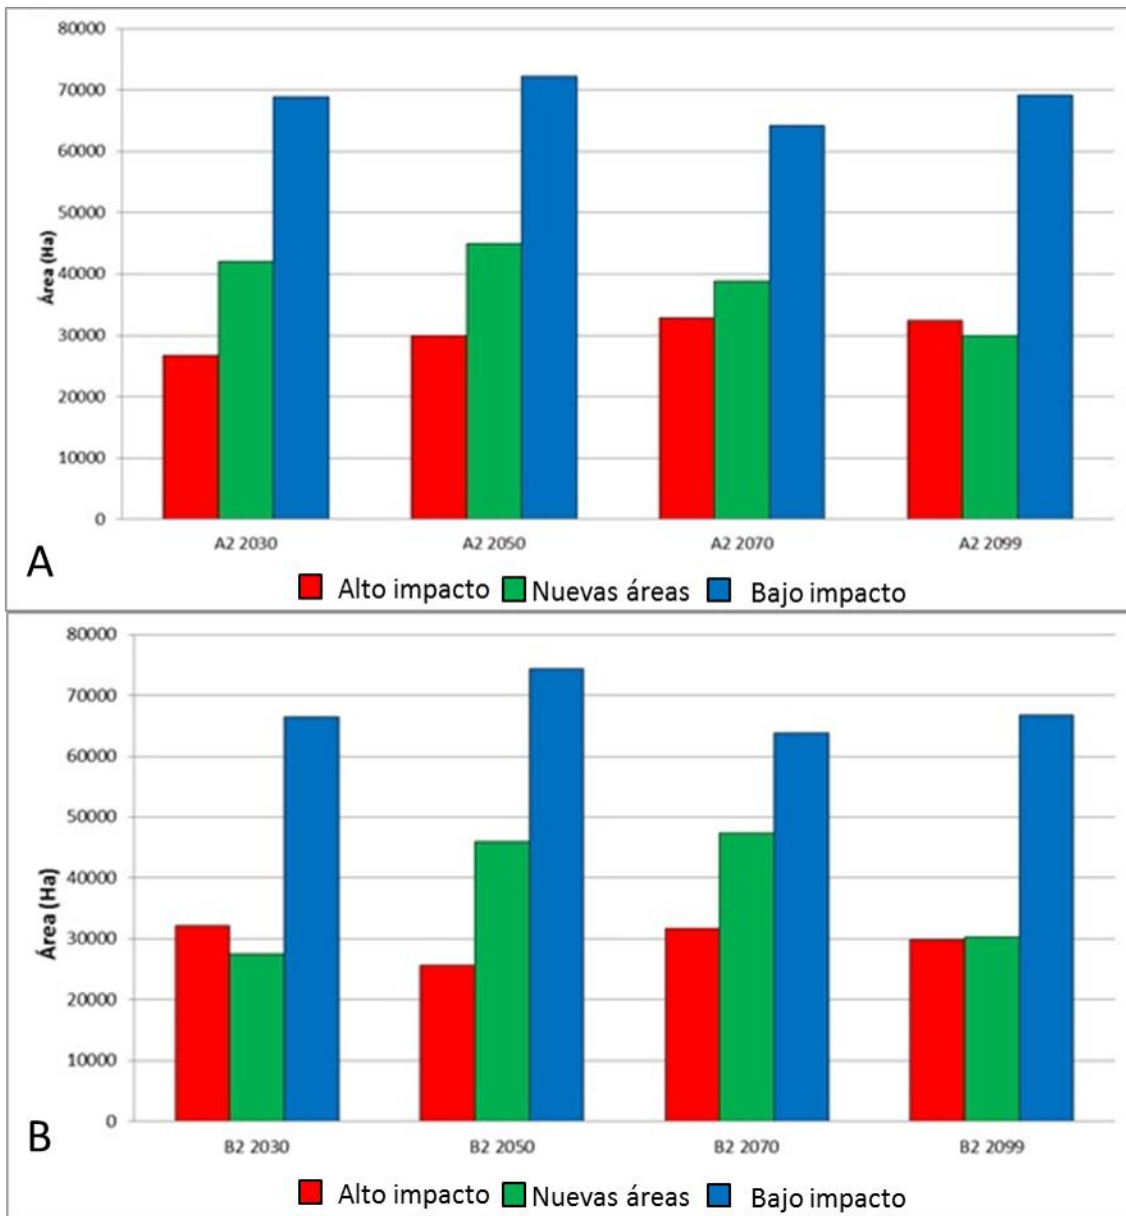 80000
70000
60000
50000
40000
30000
20000
10000
0
Área (Ha)
A2 2030 A2 2050 A2 2070 A2 2099
A
Alto impacto Nuevas áreas Bajo impacto
80000
70000
60000
50000
40000
30000
20000
10000
0
Área (Ha)
B2 2030 B2 2050 B2 2070 B2 2099
B
Alto impacto Nuevas áreas Bajo impacto